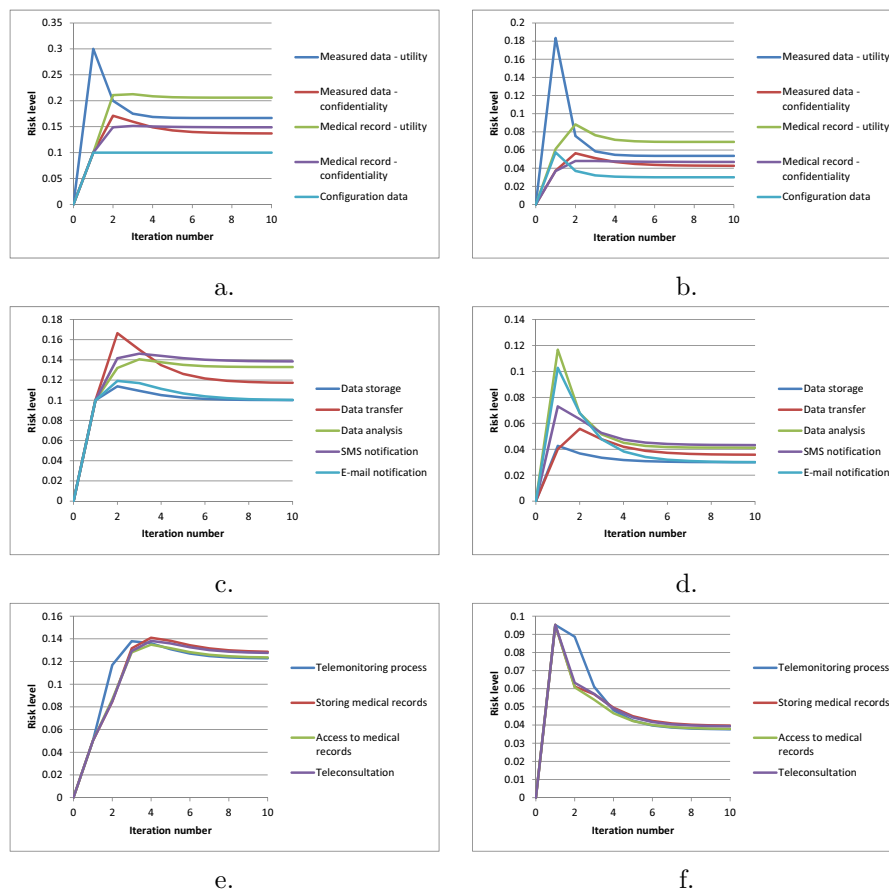 0.35
0.3
0.25
0.2
0.15
0.1
0.05
0
Risk level
0 2 4 6 8 10
Iteration number
Measured data - utility
Measured data -
confidentiality
Medical record - utility
Medical record -
confidentiality
Configuration data
a.
0.2
0.18
0.16
0.14
0.12
0.1
0.08
0.06
0.04
0.02
0
Risk level
0 2 4 6 8 10
Iteration number
Measured data - utility
Measured data -
confidentiality
Medical record - utility
Medical record -
confidentiality
Configuration data
b.
0.18
0.16
0.14
0.12
0.1
0.08
0.06
0.04
0.02
0
Risk level
0 2 4 6 8 10
Iteration number
Data storage
Data transfer
Data analysis
SMS notification
E-mail notification
c.
0.14
0.12
0.1
0.08
0.06
0.04
0.02
0
Risk level
0 2 4 6 8 10
Iteration number
Data storage
Data transfer
Data analysis
SMS notification
E-mail notification
d.
0.16
0.14
0.12
0.1
0.08
0.06
0.04
0.02
0
Risk level
0 2 4 6 8 10
Iteration number
Telemonitoring process
Storing medical records
Access to medical
records
Teleconsultation
e.
0.1
0.09
0.08
0.07
0.06
0.05
0.04
0.03
0.02
0.01
0
Risk level
0 2 4 6 8 10
Iteration number
Telemonitoring process
Storing medical records
Access to medical
records
Teleconsultation
f.